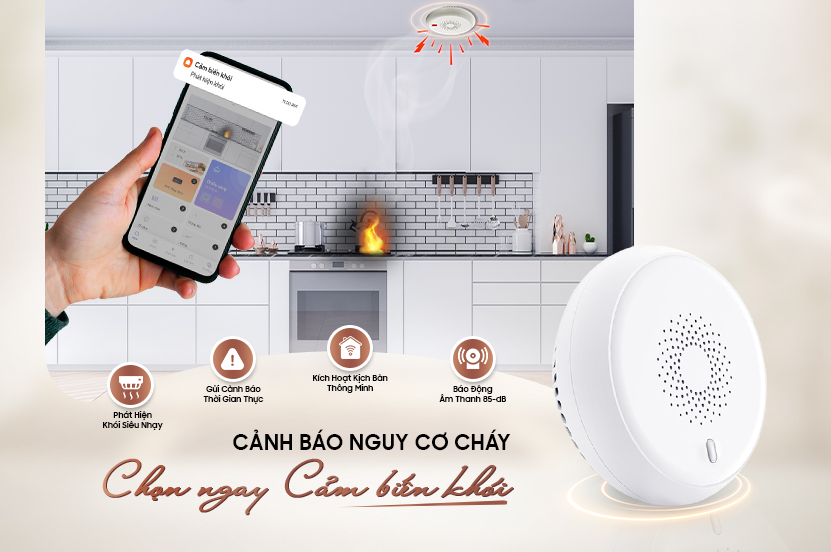 Cảm biến khói
Phát hiện khói
Phát Hiện
Khói Siêu Nhạy
Gửi Cảnh Báo
Thời Gian Thực
Kích Hoạt Kịch Bản
Thông Minh
Báo Động
Âm Thanh 85-dB
CẢNH BÁO NGUY CƠ CHÁY
Chọn ngay Cảm biến khói